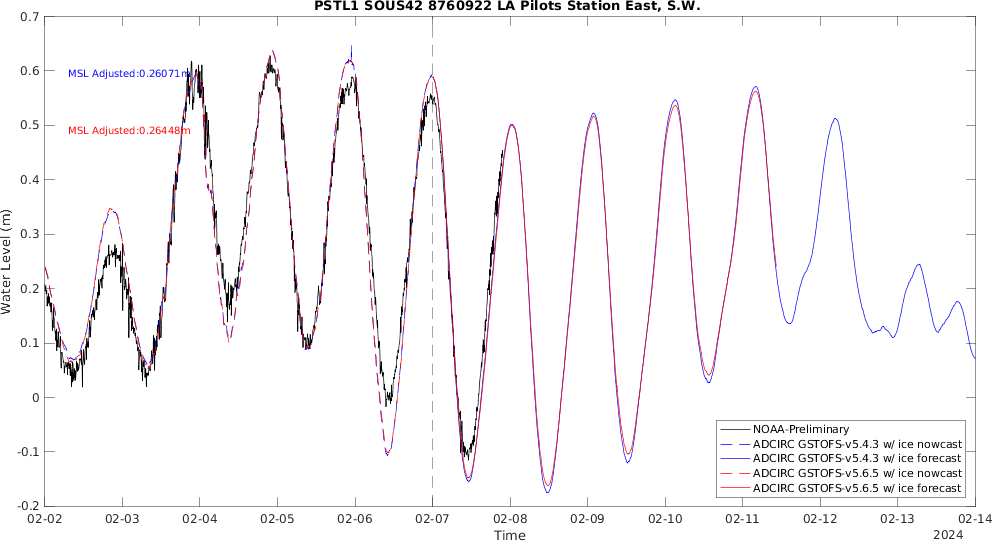 PSTL1 SOUS42 8760922 LA Pilots Station East, S.W.
0.7
0.6
0.5
0.4
0.3
0.2
0.1
0
-0.1
-0.2
Water Level (m)
MSL Adjusted:0.26071m
MSL Adjusted:0.26448m
NOAA-Preliminary
ADCIRC GSTOFS-v5.4.3 w/ ice nowcast
ADCIRC GSTOFS-v5.4.3 w/ ice forecast
ADCIRC GSTOFS-v5.6.5 w/ ice nowcast
ADCIRC GSTOFS-v5.6.5 w/ ice forecast
02-02 02-03 02-04 02-05 02-06 02-07 02-08 02-09 02-10 02-11 02-12 02-13 02-14
Time
2024